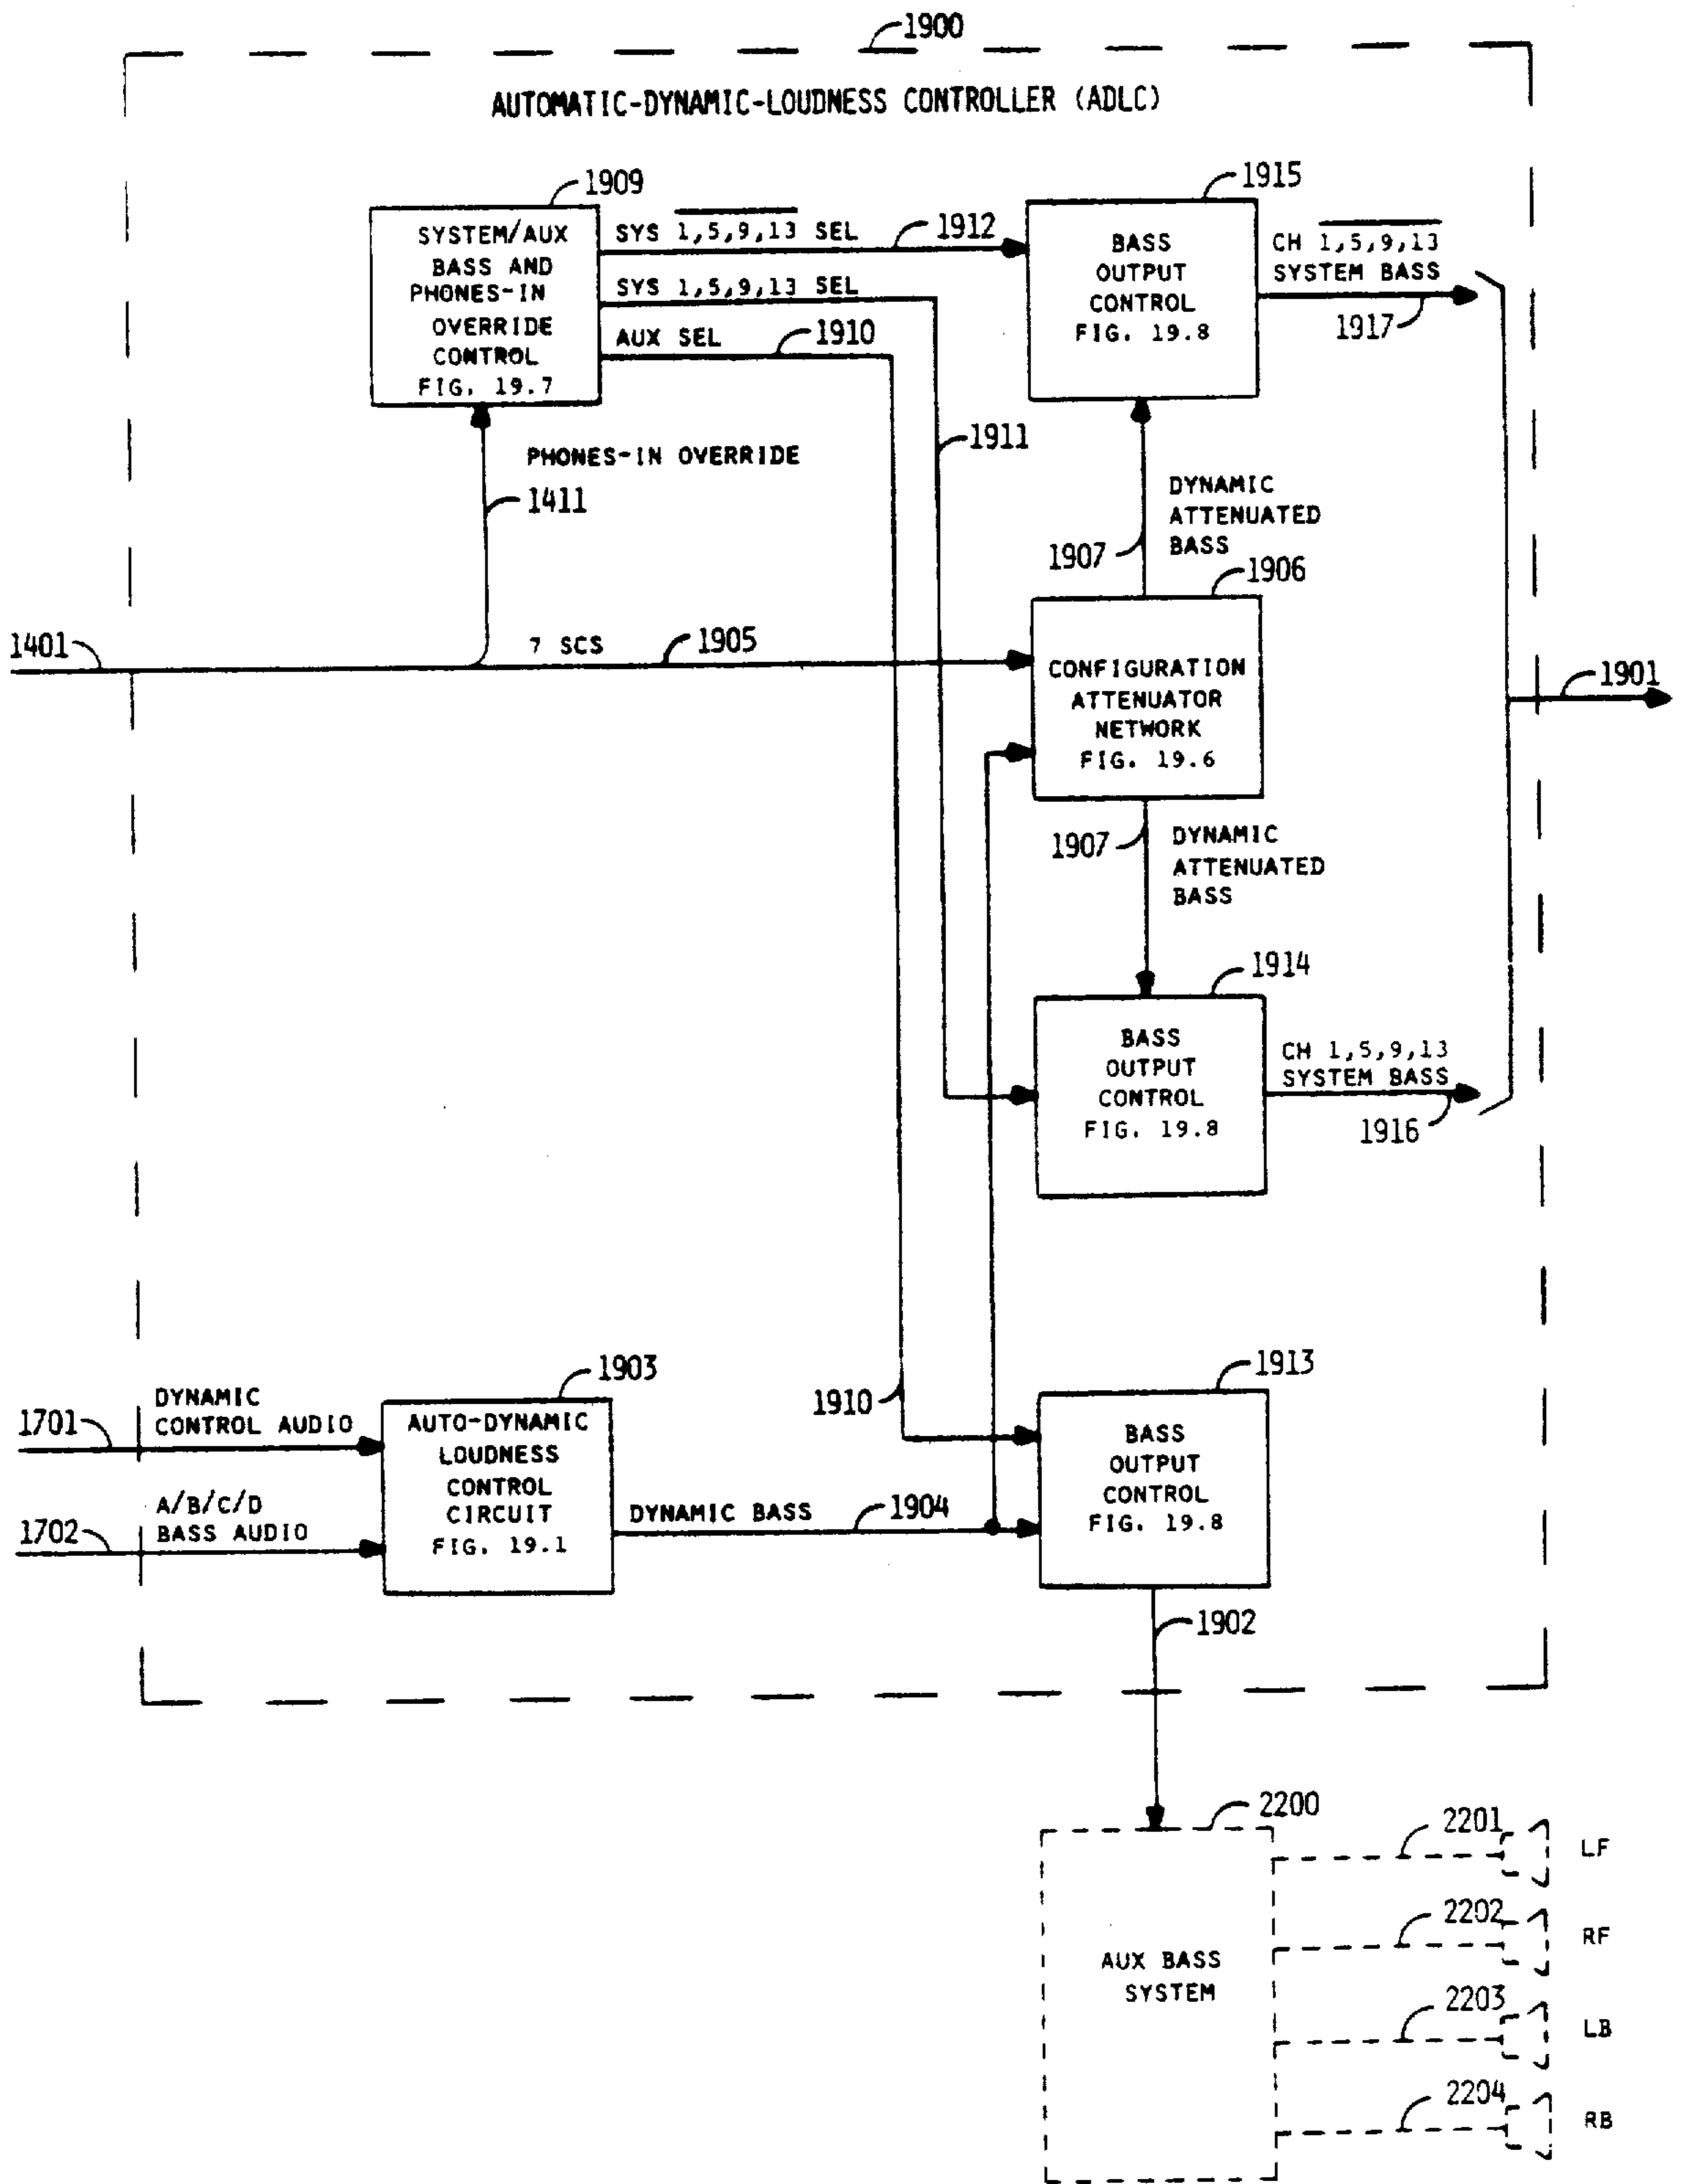 1900
AUTOMATIC-DYNAMIC-LOUDNESS CONTROLLER (ADLC)
1909
SYSTEM/AUX
BASS AND
PHONES-IN
OVERRIDE
CONTROL
FIG. 19.7
SYS 1,5,9,13 SEL
1912
SYS 1,5,9,13 SEL
AUX SEL
1910
1915
BASS
OUTPUT
CONTROL
FIG. 19.8
CH 1,5,9,13
SYSTEM BASS
1917
1911
PHONES-IN OVERRIDE
1411
DYNAMIC
ATTENUATED
BASS
1907
1906
1401
7 SCS
1905
CONFIGURATION
ATTENUATOR
NETWORK
FIG. 19.6
1901
1907
DYNAMIC
ATTENUATED
BASS
1914
BASS
OUTPUT
CONTROL
FIG. 19.8
CH 1,5,9,13
SYSTEM BASS
1916
1903
1913
1910
1701
DYNAMIC
CONTROL AUDIO
1702
A/B/C/D
BASS AUDIO
AUTO-DYNAMIC
LOUDNESS
CONTROL
CIRCUIT
FIG. 19.1
DYNAMIC BASS
1904
BASS
OUTPUT
CONTROL
FIG. 19.8
1902
2200
AUX BASS
SYSTEM
2201
LF
2202
RF
2203
LB
2204
RB